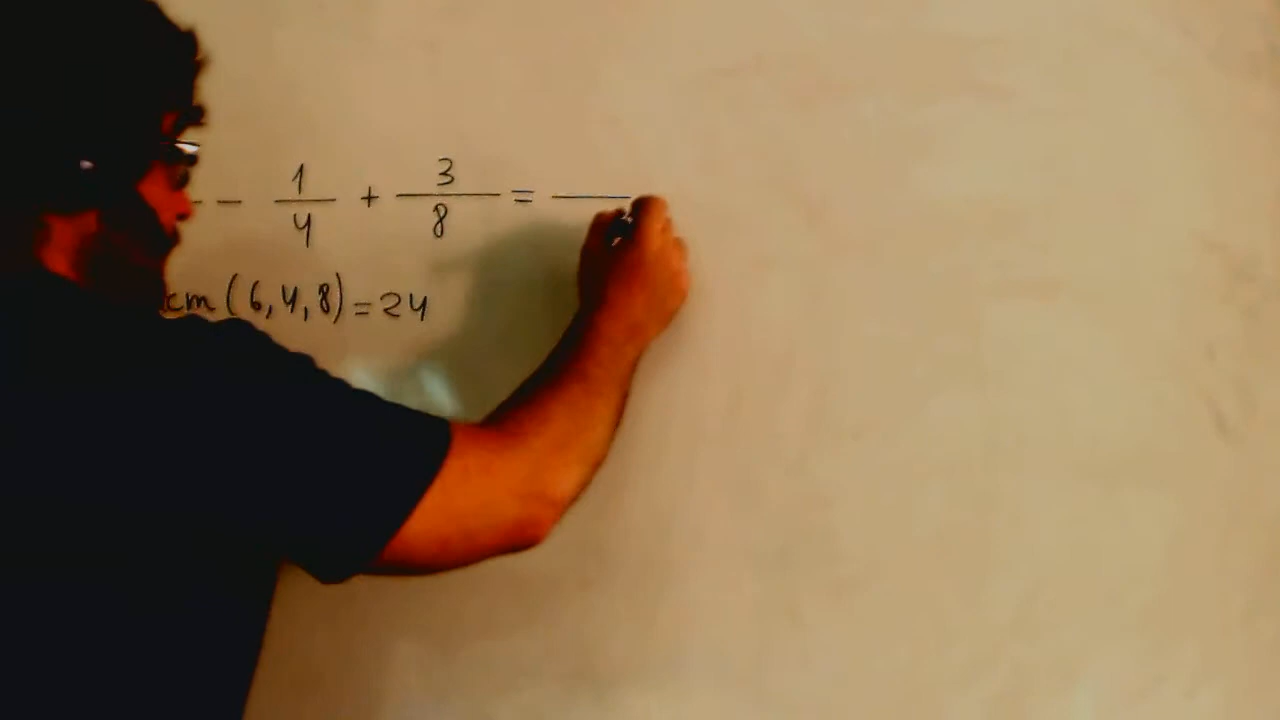 - 1/4 + 3/8 =
cm (6,4,8) = 24